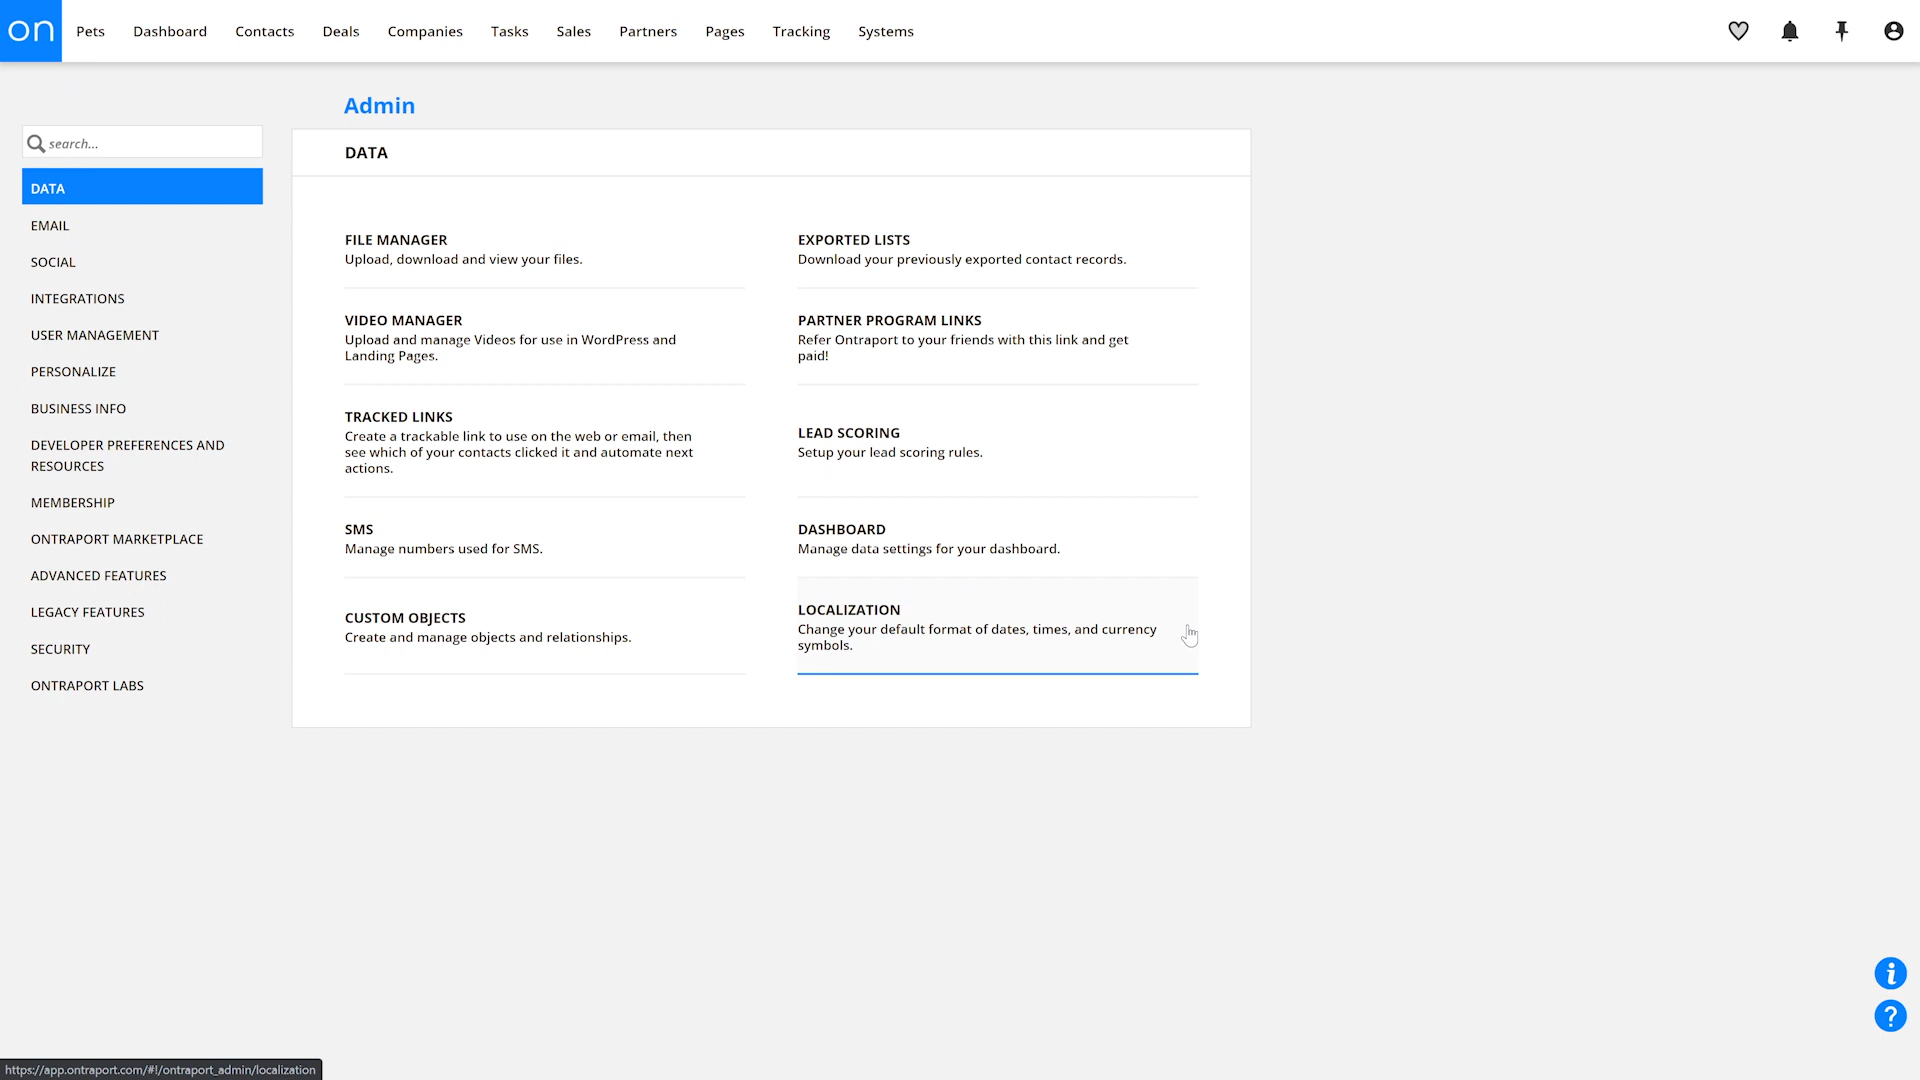 on
Pets
Dashboard
Contacts
Deals
Companies
Tasks
Sales
Partners
Pages
Tracking
Systems
Admin
search...
DATA
EMAIL
SOCIAL
INTEGRATIONS
USER MANAGEMENT
PERSONALIZE
BUSINESS INFO
DEVELOPER PREFERENCES AND
RESOURCES
MEMBERSHIP
ONTRAPORT MARKETPLACE
ADVANCED FEATURES
LEGACY FEATURES
SECURITY
ONTRAPORT LABS
DATA
FILE MANAGER
Upload, download and view your files.
EXPORTED LISTS
Download your previously exported contact records.
VIDEO MANAGER
Upload and manage Videos for use in WordPress and
Landing Pages.
PARTNER PROGRAM LINKS
Refer Ontraport to your friends with this link and get
paid!
TRACKED LINKS
Create a trackable link to use on the web or email, then
see which of your contacts clicked it and automate next
actions.
LEAD SCORING
Setup your lead scoring rules.
SMS
Manage numbers used for SMS.
DASHBOARD
Manage data settings for your dashboard.
CUSTOM OBJECTS
Create and manage objects and relationships.
LOCALIZATION
Change your default format of dates, times, and currency
symbols.
i
?
https://app.ontraport.com/#!/ontraport_admin/localization